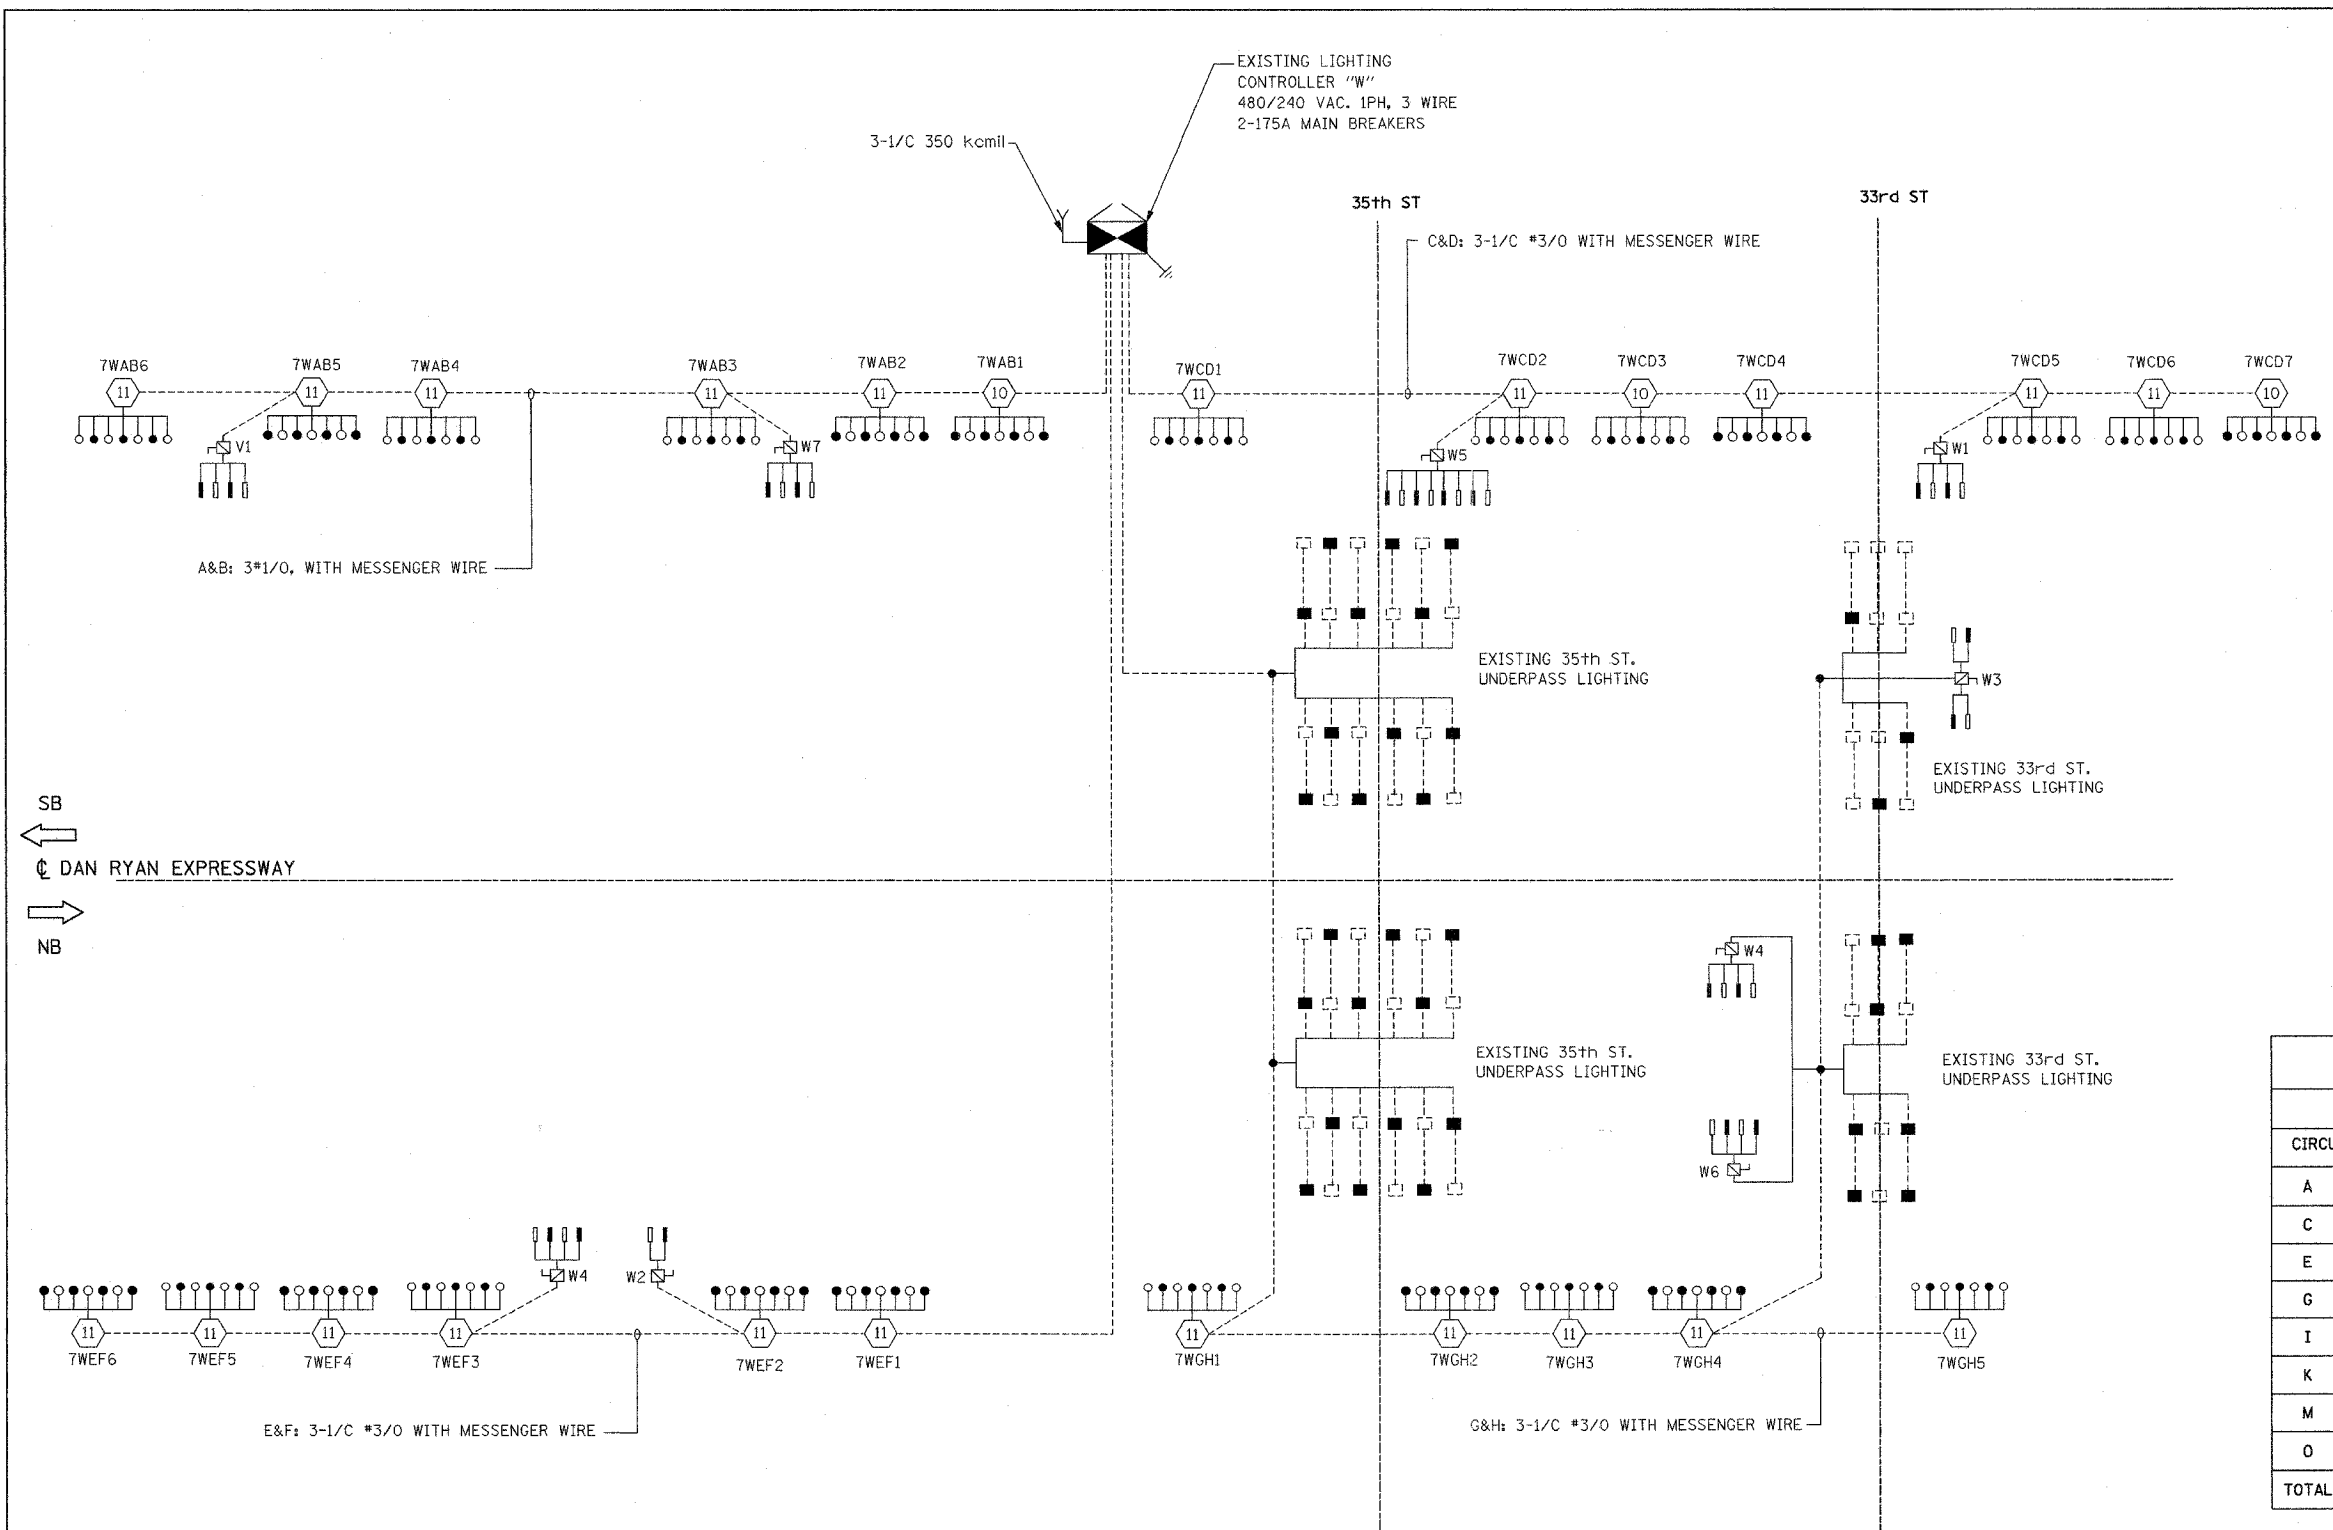 EXISTING LIGHTING
CONTROLLER "W"
480/240 VAC. 1PH, 3 WIRE
2-175A MAIN BREAKERS
3-1/C 350 kcmil
35th ST
33rd ST
C&D: 3-1/C #3/0 WITH MESSENGER WIRE
7WAB6
7WAB5
7WAB4
7WAB3
7WAB2
7WAB1
7WCD1
7WCD2
7WCD3
7WCD4
7WCD5
7WCD6
7WCD7
11
11
11
11
11
10
11
11
10
11
11
11
10
V1
W7
W5
W1
A&B: 3#1/0, WITH MESSENGER WIRE
EXISTING 35th ST.
UNDERPASS LIGHTING
W3
EXISTING 33rd ST.
UNDERPASS LIGHTING
SB
℄ DAN RYAN EXPRESSWAY
NB
W4
EXISTING 35th ST.
UNDERPASS LIGHTING
EXISTING 33rd ST.
UNDERPASS LIGHTING
W6
W4
W2
11
11
11
11
11
11
11
11
11
11
11
7WEF6
7WEF5
7WEF4
7WEF3
7WEF2
7WEF1
7WGH1
7WGH2
7WGH3
7WGH4
7WGH5
E&F: 3-1/C #3/0 WITH MESSENGER WIRE
G&H: 3-1/C #3/0 WITH MESSENGER WIRE
CIRCU
A
C
E
G
I
K
M
O
TOTAL